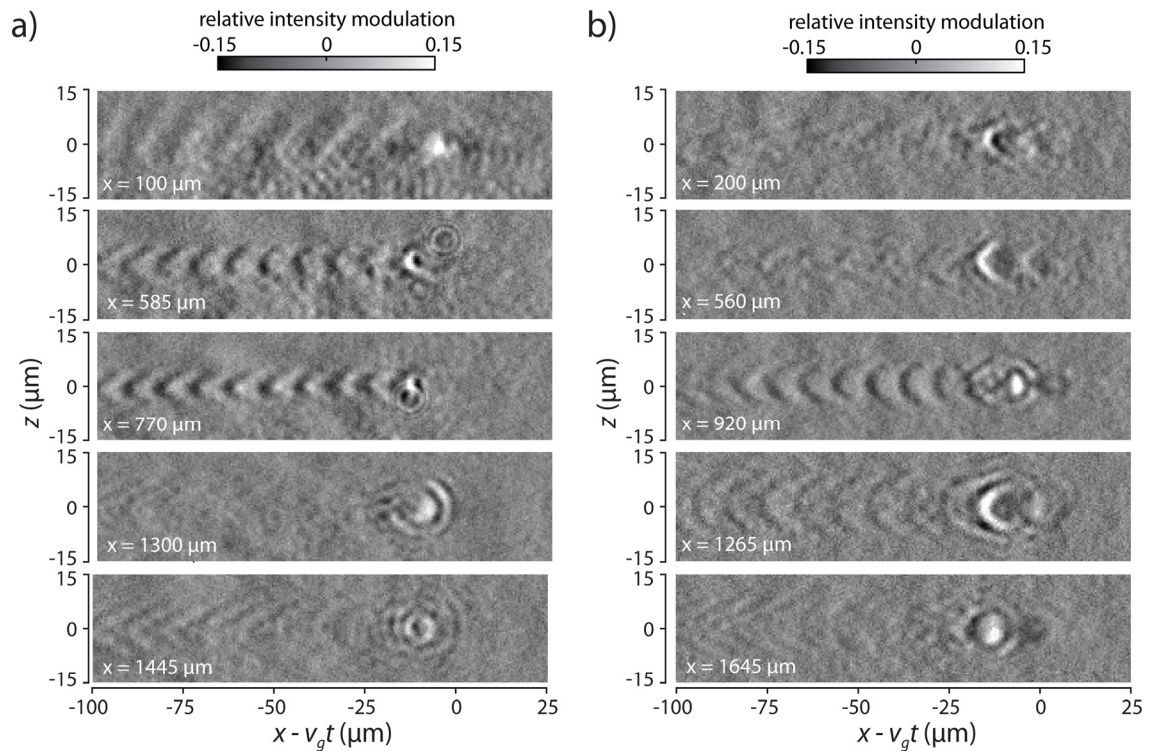 a)
relative intensity modulation
-0.15 0 0.15
15
0
-15
x = 100 μm
15
0
-15
x = 585 μm
15
0
-15
x = 770 μm
15
0
-15
x = 1300 μm
15
0
-15
x = 1445 μm
z (μm)
-100 -75 -50 -25 0 25
x - vgt (μm)
b)
relative intensity modulation
-0.15 0 0.15
15
0
-15
x = 200 μm
15
0
-15
x = 560 μm
15
0
-15
x = 920 μm
15
0
-15
x = 1265 μm
15
0
-15
x = 1645 μm
z (μm)
-100 -75 -50 -25 0 25
x - vgt (μm)